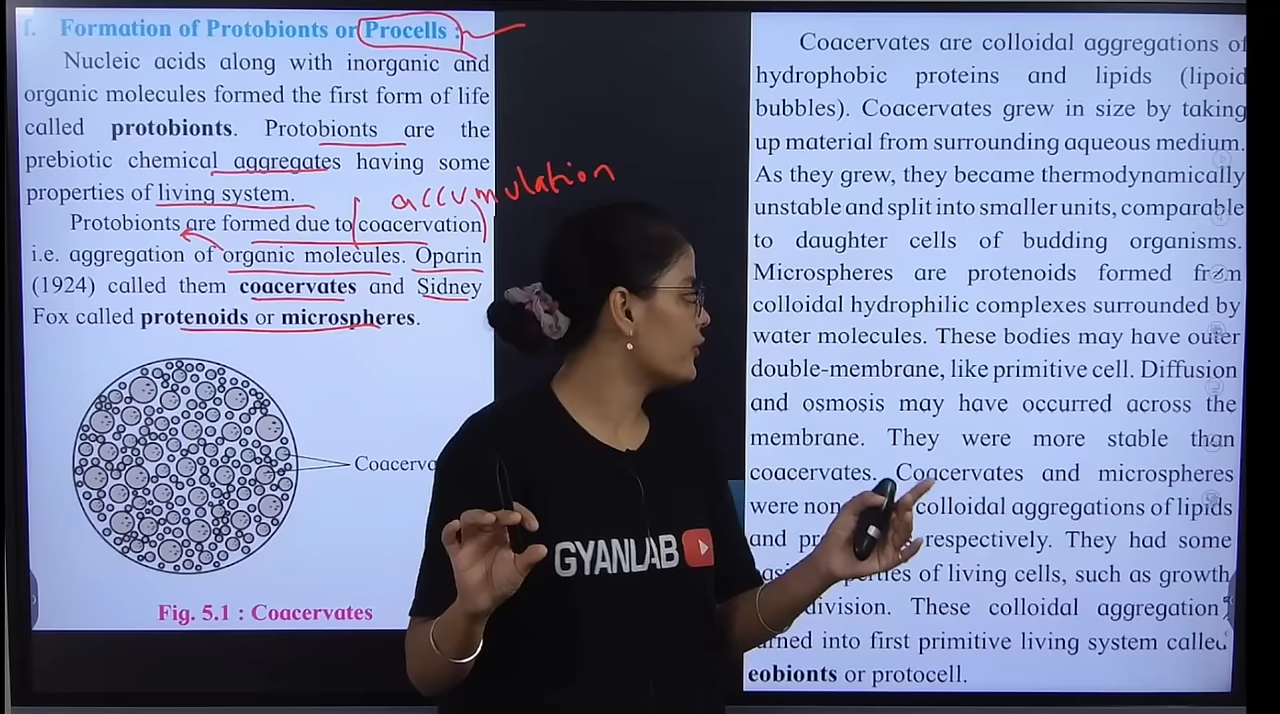 f. Formation of Protobionts or Procells :
Nucleic acids along with inorganic and
organic molecules formed the first form of life
called protobionts. Protobionts are the
prebiotic chemical aggregates having some
properties of living system.
accumulation
Protobionts are formed due to coacervation
i.e. aggregation of organic molecules. Oparin
(1924) called them coacervates and Sidney
Fox called protenoids or microspheres.
Coacerva
Fig. 5.1 : Coacervates
Coacervates are colloidal aggregations of
hydrophobic proteins and lipids (lipoid
bubbles). Coacervates grew in size by taking
up material from surrounding aqueous medium.
As they grew, they became thermodynamically
unstable and split into smaller units, comparable
to daughter cells of budding organisms.
Microspheres are protenoids formed from
colloidal hydrophilic complexes surrounded by
water molecules. These bodies may have outer
double-membrane, like primitive cell. Diffusion
and osmosis may have occurred across the
membrane. They were more stable than
coacervates. Coacervates and microspheres
were non colloidal aggregations of lipids
and pr respectively. They had some
of living cells, such as growth
division. These colloidal aggregation
urned into first primitive living system called
eobionts or protocell.
GYANLAB